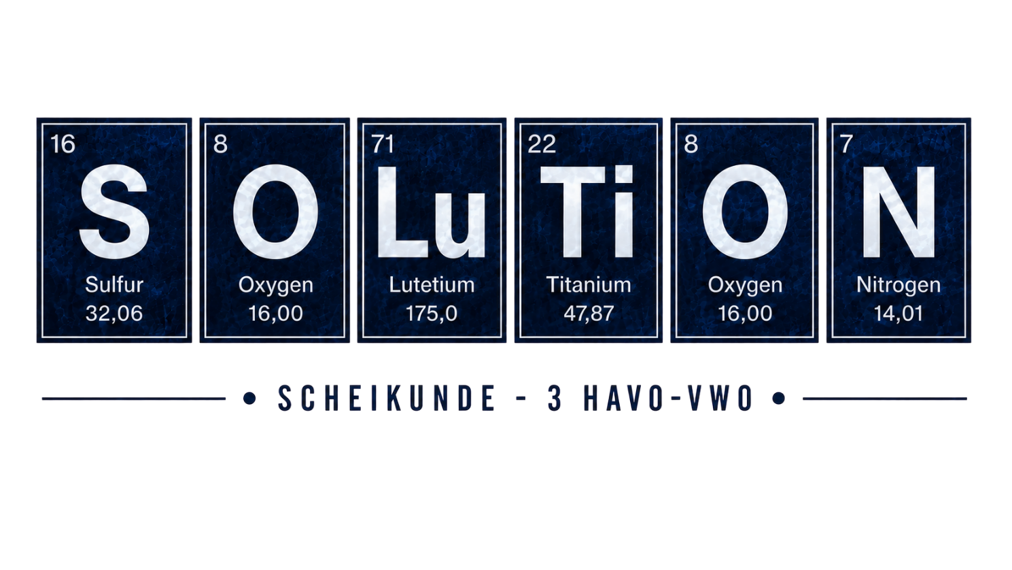 16 8 71 22 8 7
S O Lu Ti O N
Sulfur Oxygen Lutetium Titanium Oxygen Nitrogen
32,06 16,00 175,0 47,87 16,00 14,01
• SCHEIKUNDE - 3 HAVO-VWO •